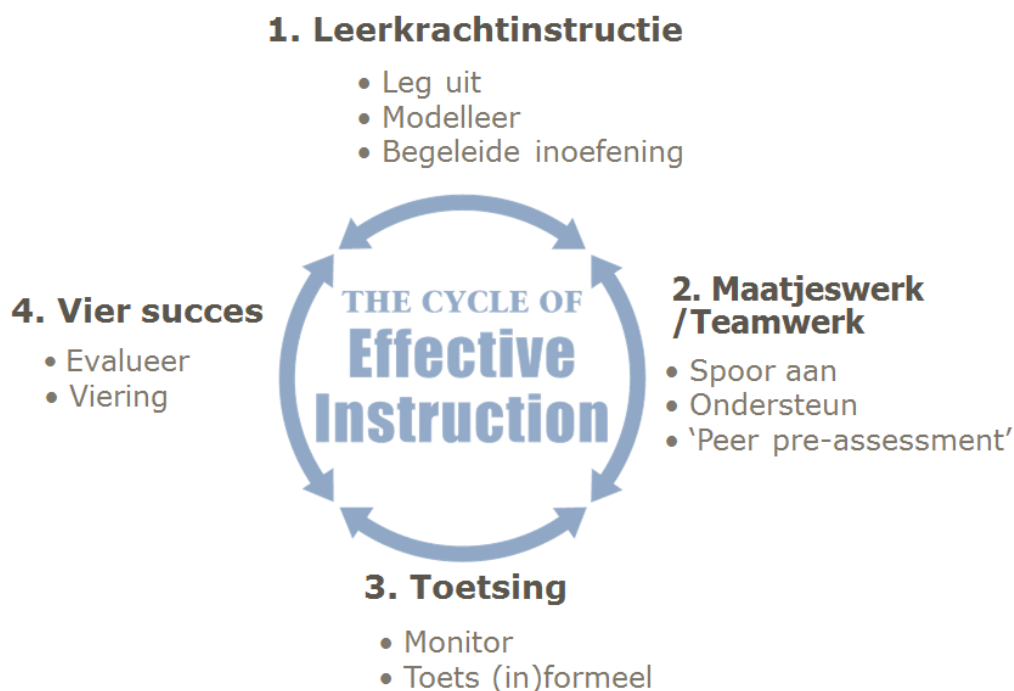 1. Leerkrachtinstructie
• Leg uit
• Modelleer
• Begeleide inoefening
THE CYCLE OF
Effective
Instruction
2. Maatjeswerk
/Teamwerk
• Spoor aan
• Ondersteun
• ‘Peer pre-assessment’
3. Toetsing
• Monitor
• Toets (in)formeel
4. Vier succes
• Evalueer
• Viering